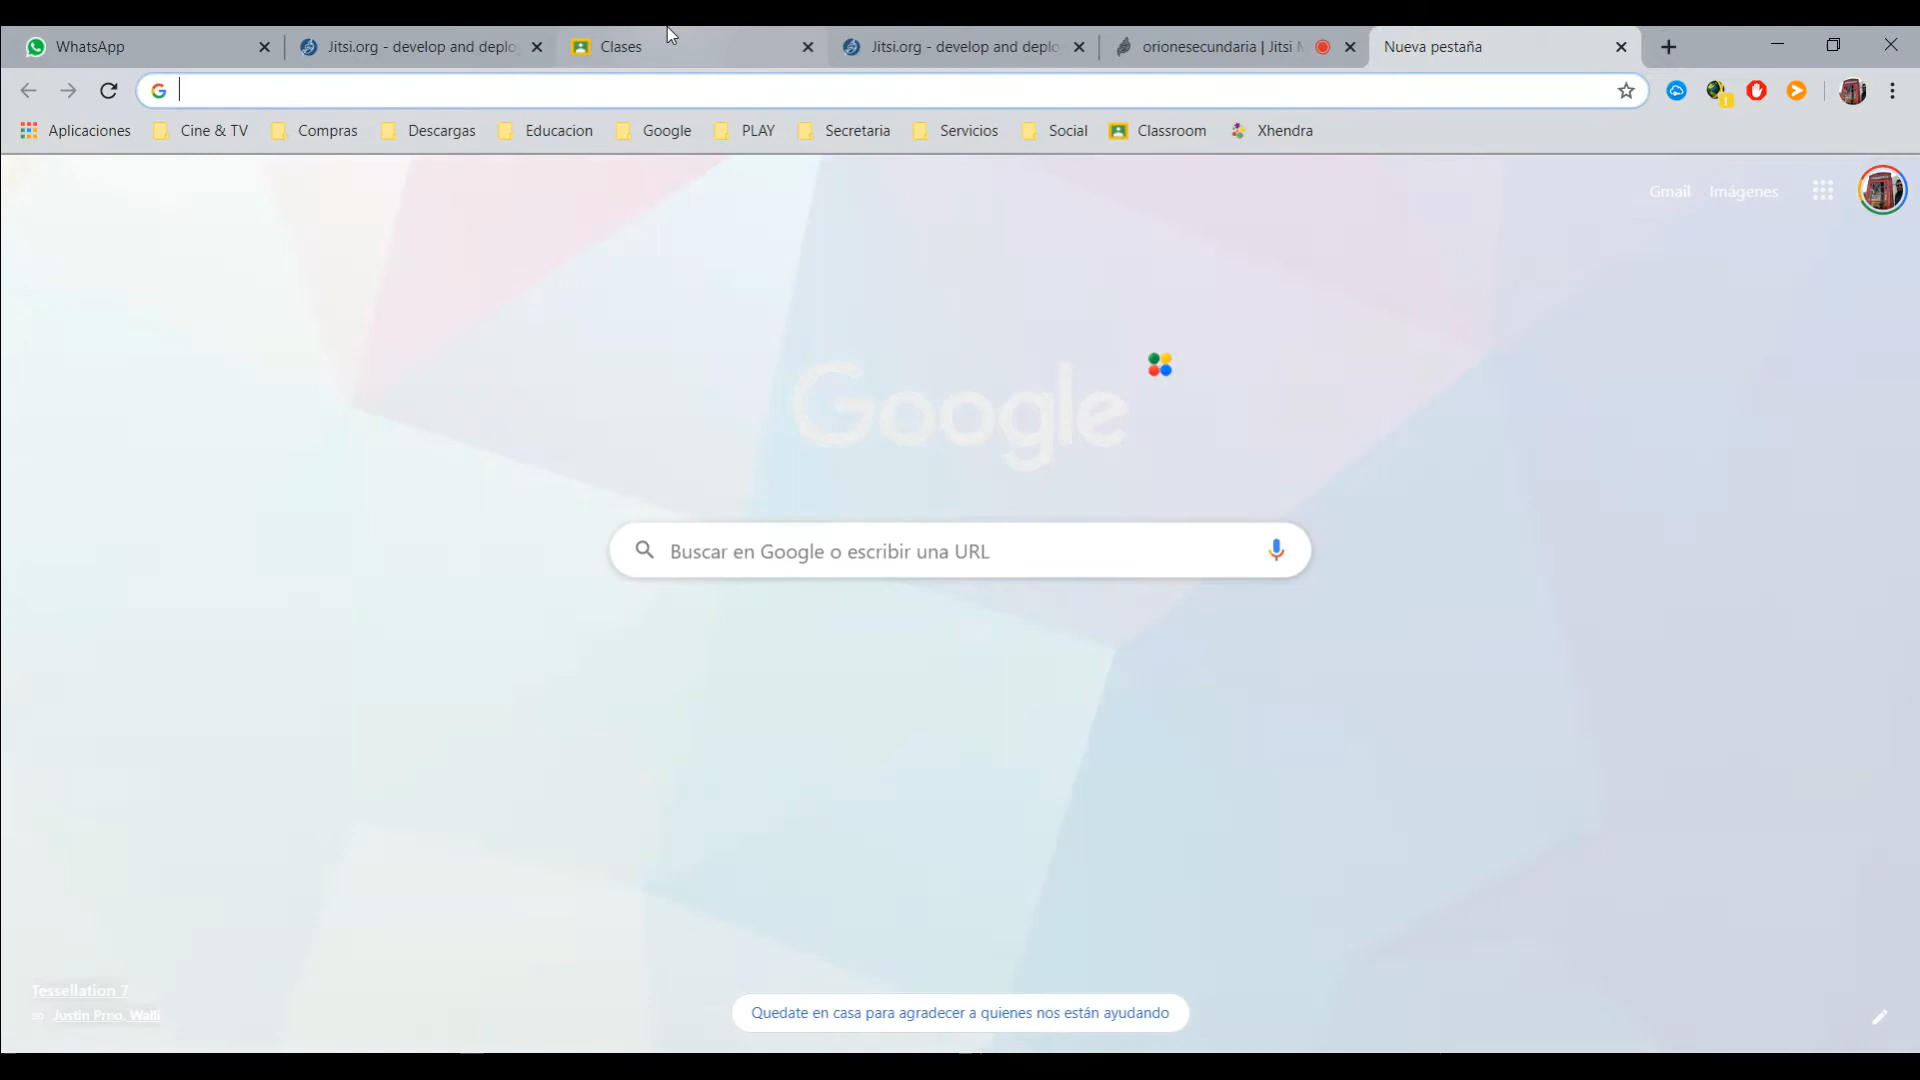 WhatsApp
Jitsi.org - develop and deplo
Clases
Jitsi.org - develop and deplo
orionesecundaria | Jitsi M
Nueva pestaña
Aplicaciones
Cine & TV
Compras
Descargas
Educacion
Google
PLAY
Secretaria
Servicios
Social
Classroom
Xhendra
Gmail
Imágenes
Google
Buscar en Google o escribir una URL
Tessellation 7
Justin Prno, Walli
Quedate en casa para agradecer a quienes nos están ayudando